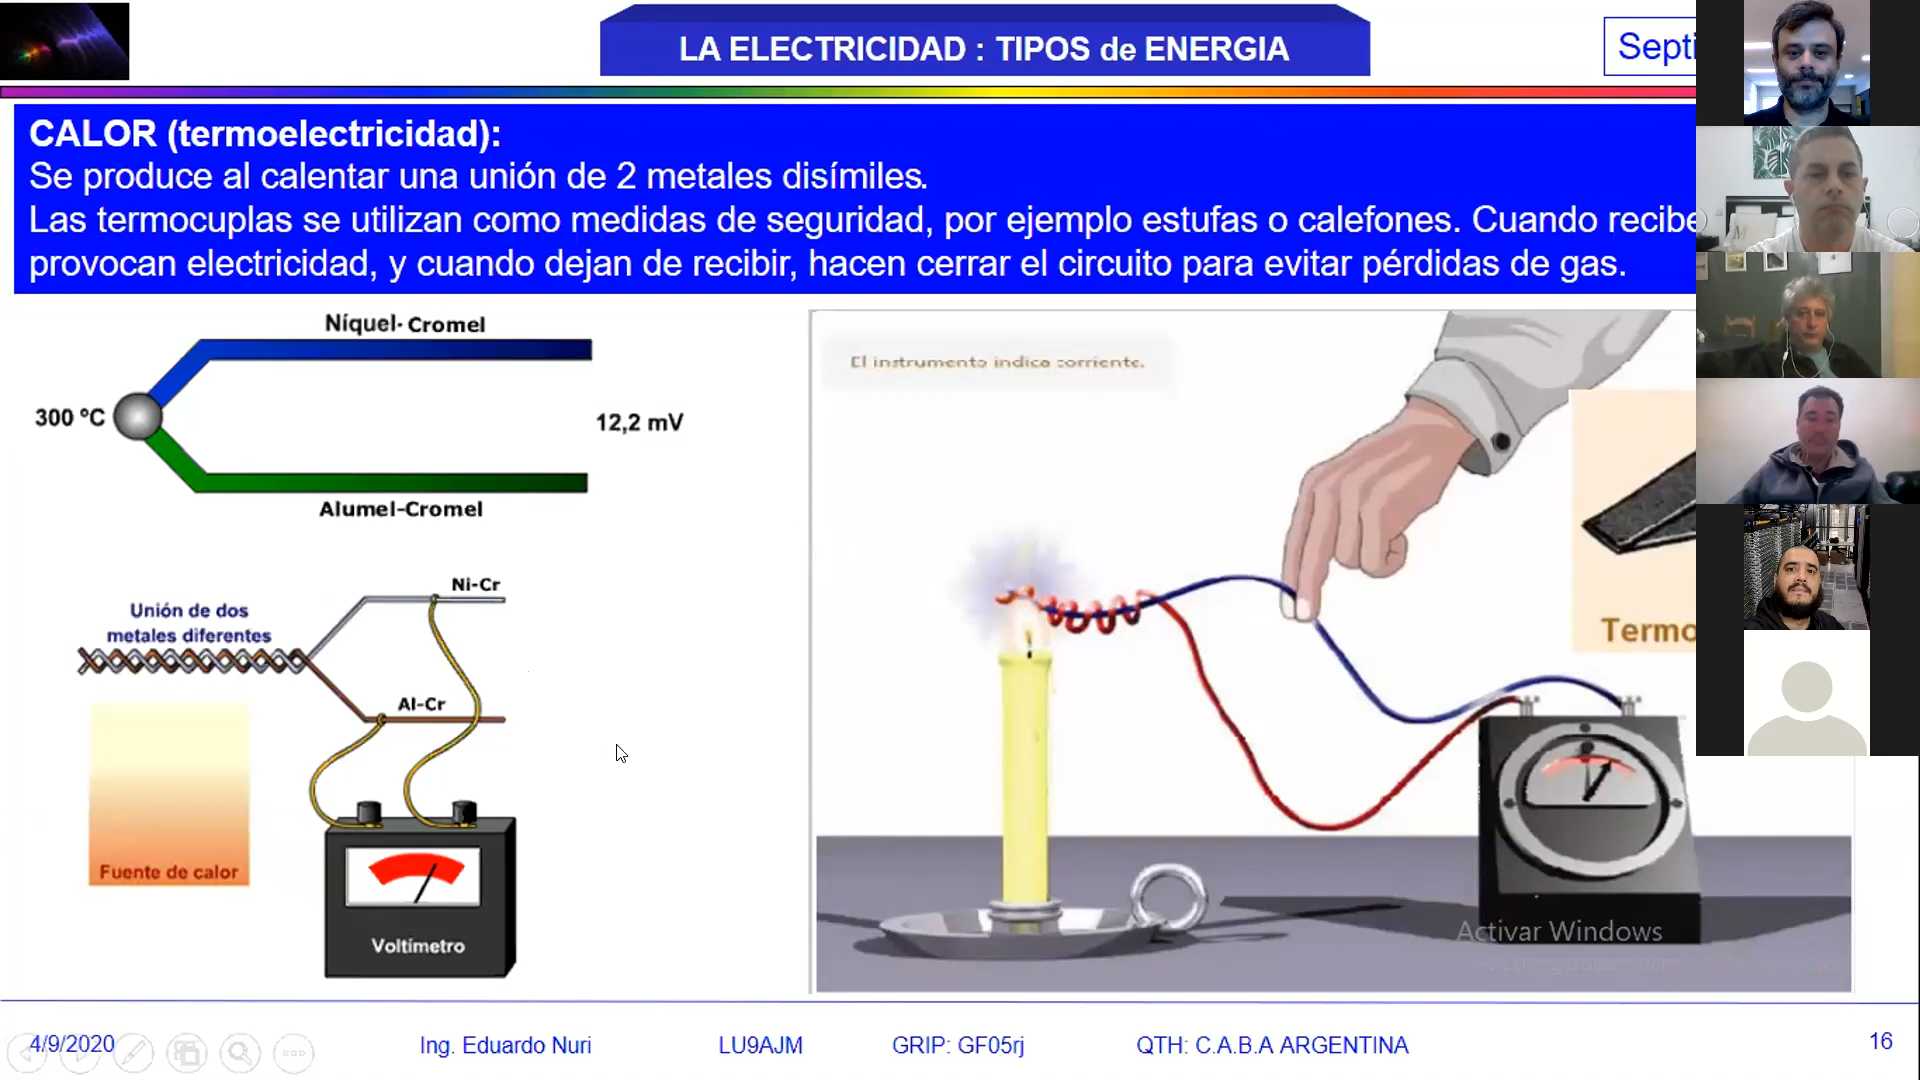 LA ELECTRICIDAD : TIPOS de ENERGIA
Septi
CALOR (termoelectricidad):
Se produce al calentar una unión de 2 metales disímiles.
Las termocuplas se utilizan como medidas de seguridad, por ejemplo estufas o calefones. Cuando recibe
provocan electricidad, y cuando dejan de recibir, hacen cerrar el circuito para evitar pérdidas de gas.
Níquel-Cromel
300 ºC
12,2 mV
Alumel-Cromel
El instrumento indica corriente.
Termo
Ni-Cr
Unión de dos
metales diferentes
Al-Cr
Fuente de calor
Voltímetro
Activar Windows
4/9/2020
Ing. Eduardo Nuri
LU9AJM
GRIP: GF05rj
QTH: C.A.B.A ARGENTINA
16